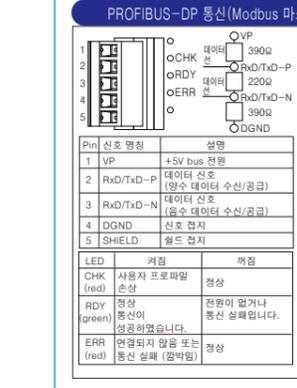 PROFIBUS-DP 통신(Modbus 마
VP
1
2
3
4
5
CHK
RDY
ERR
데이터
선
390Ω
RxD/TxD-P
데이터
선
220Ω
RxD/TxD-N
390Ω
DGND
Pin 신호 명칭 설명
1 VP +5V bus 전원
2 RxD/TxD-P 데이터 신호
(양수 데이터 수신/공급)
3 RxD/TxD-N 데이터 신호
(음수 데이터 수신/공급)
4 DGND 신호 접지
5 SHIELD 쉴드 접지
LED 켜짐 꺼짐
CHK
(red)
사용자 프로파일
손상
정상
RDY
(green)
정상
통신이
성공하였습니다.
전원이 없거나
통신 실패입니다.
ERR
(red)
연결되지 않음 또는
통신 실패 (깜박임)
정상